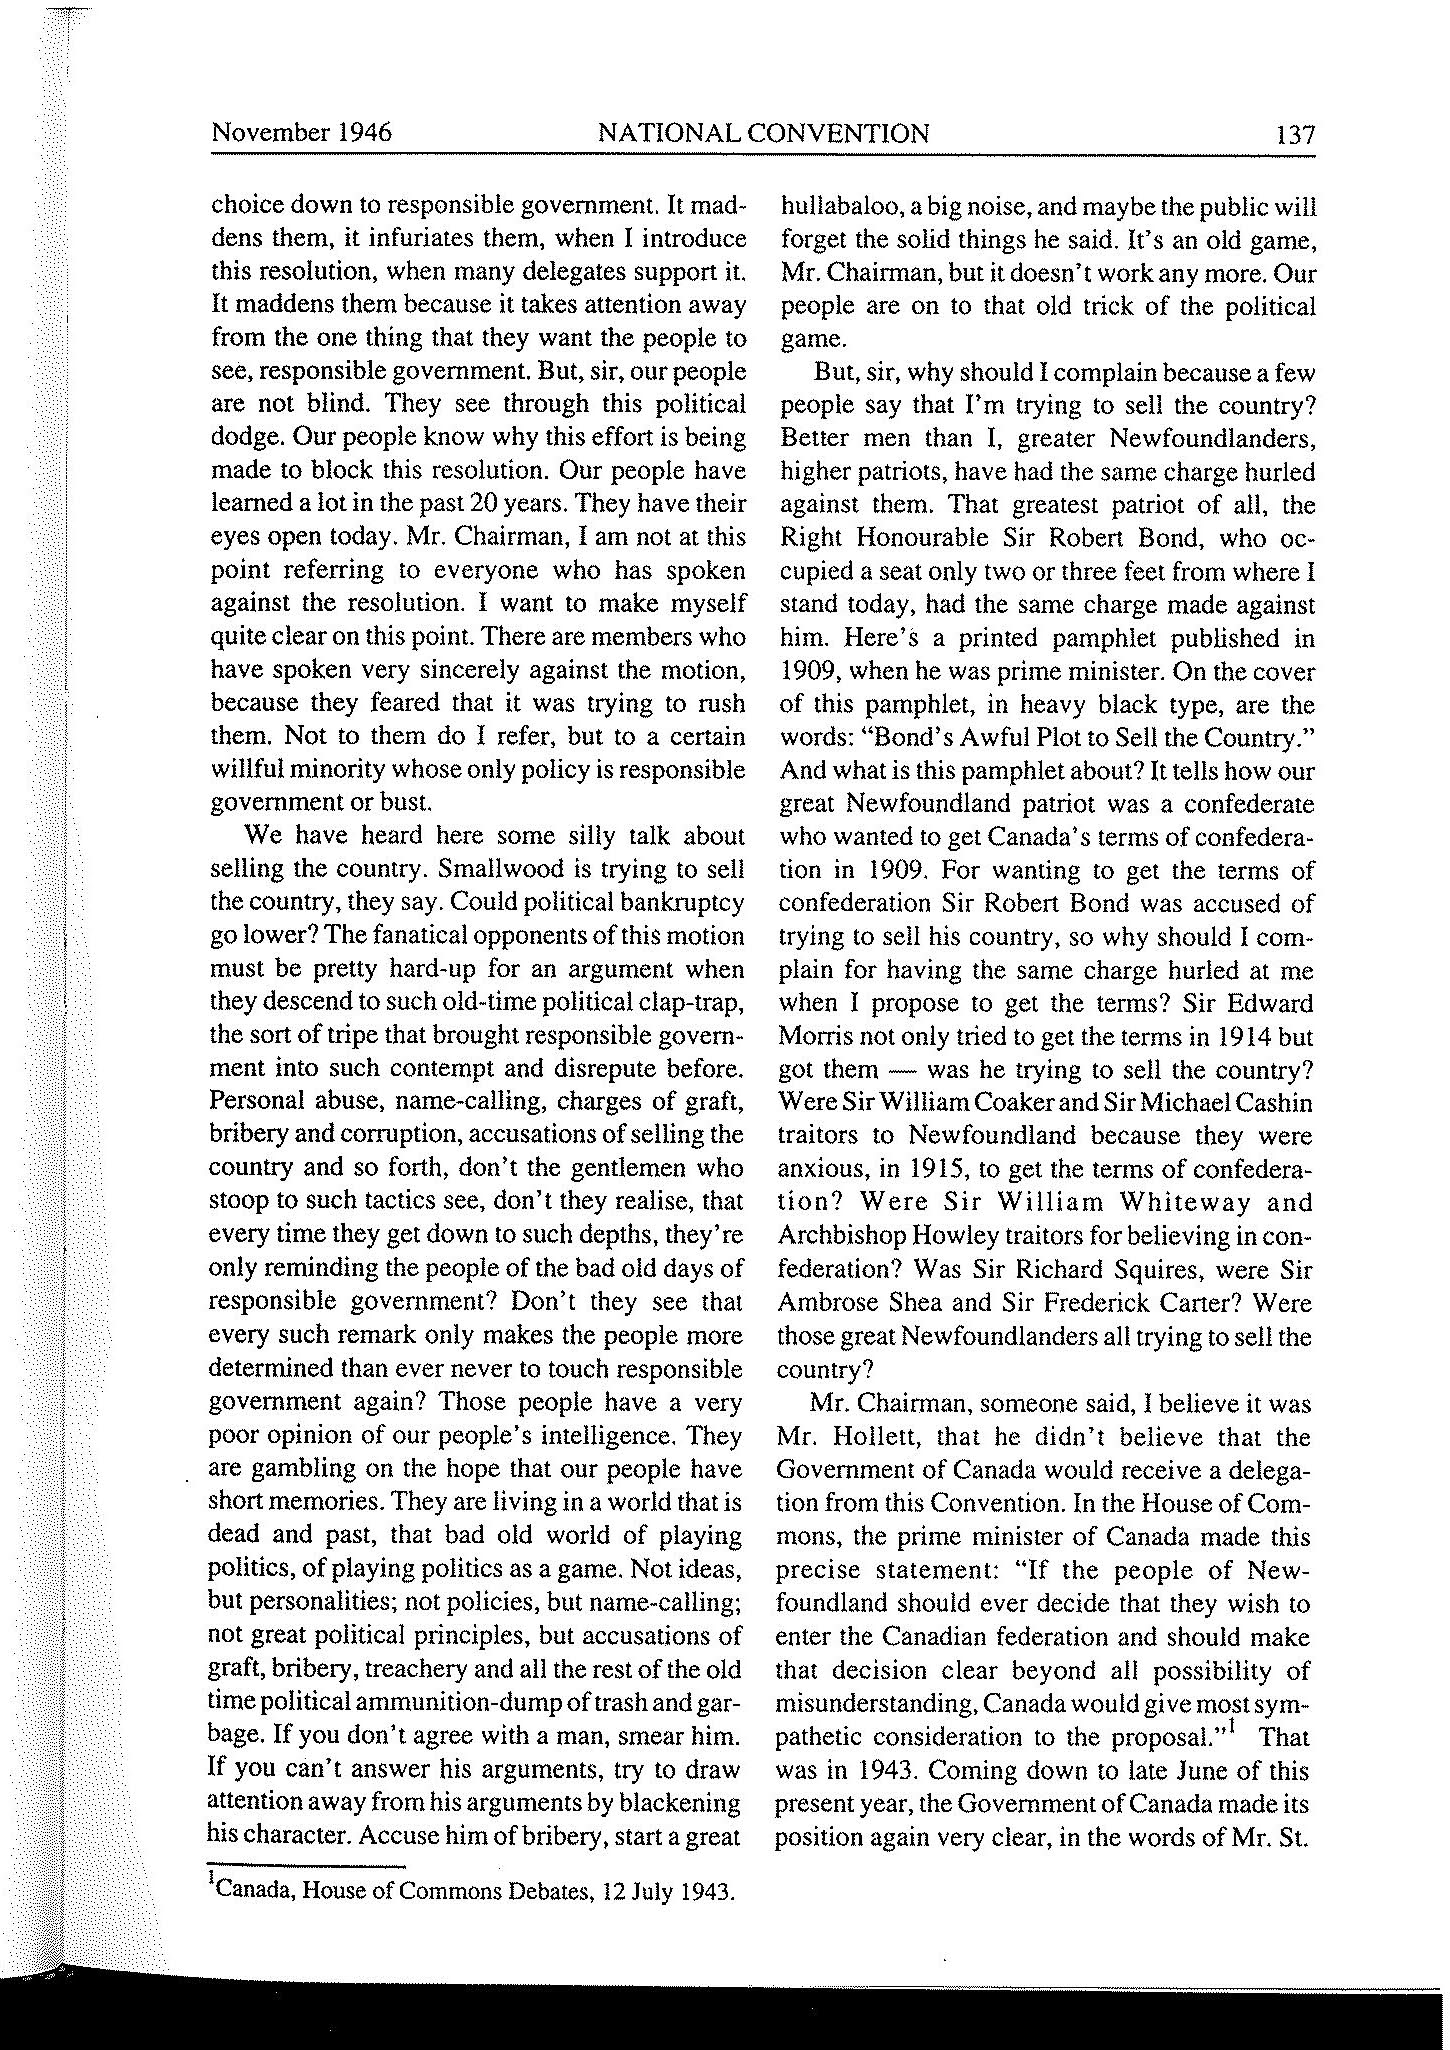 November 1946 NATIONAL CONVENTION 137
choice down to responsible government. It mad-
dens them, it infuriates them, when I introduce
this resolution, when many delegates support it.
It maddens them because it takes attention away
from the one thing that they want the people to
see, responsible government. But, sir, our people
are not blind. They see through this political
dodge. Our people know why this effort is being
made to block this resolution. Our people have
learned a lot in the past 20 years. They have their
eyes open today. Mr. Chairman, I am not at this
point referring to everyone who has spoken
against the resolution. I want to make myself
quite clear on this point. There are members who
have spoken very sincerely against the motion,
because they feared that it was trying to rush
them. Not to them do I refer, but to a certain
willful minority whose only policy is responsible
government or bust.
We have heard here some silly talk about
selling the country. Smallwood is trying to sell
the country, they say. Could political bankruptcy
go lower? The fanatical opponents of this motion
must be pretty hard-up for an argument when
they descend to such old-time political clap-trap,
the sort of tripe that brought responsible govern-
ment into such contempt and disrepute before.
Personal abuse, name-calling, charges of graft,
bribery and corruption, accusations of selling the
country and so forth, don't the gentlemen who
stoop to such tactics see, don't they realise, that
every time they get down to such depths, they're
only reminding the people of the bad old days of
responsible government? Don't they see that
every such remark only makes the people more
determined than ever never to touch responsible
government again? Those people have a very
poor opinion of our people's intelligence. They
are gambling on the hope that our people have
short memories. They are living in a world that is
dead and past, that bad old world of playing
politics, of playing politics as a game. Not ideas,
but personalities; not policies, but name-calling;
not great political principles, but accusations of
graft, bribery, treachery and all the rest of the old
time political ammunition-dump of trash and gar-
bage. If you don't agree with a man, smear him.
If you can't answer his arguments, try to draw
attention away from his arguments by blackening
his character. Accuse him of bribery, start a great
hullabaloo, a big noise, and maybe the public will
forget the solid things he said. It's an old game,
Mr. Chairman, but it doesn't work any more. Our
people are on to that old trick of the political
game.
But, sir, why should I complain because a few
people say that I'm trying to sell the country?
Better men than I, greater Newfoundlanders,
higher patriots, have had the same charge hurled
against them. That greatest patriot of all, the
Right Honourable Sir Robert Bond, who oc-
cupied a seat only two or three feet from where I
stand today, had the same charge made against
him. Here's a printed pamphlet published in
1909, when he was prime minister. On the cover
of this pamphlet, in heavy black type, are the
words: "Bond's Awful Plot to Sell the Country."
And what is this pamphlet about? It tells how our
great Newfoundland patriot was a confederate
who wanted to get Canada's terms of confedera-
tion in 1909. For wanting to get the terms of
confederation Sir Robert Bond was accused of
trying to sell his country, so why should I com-
plain for having the same charge hurled at me
when I propose to get the terms? Sir Edward
Morris not only tried to get the terms in 1914 but
got them — was he trying to sell the country?
Were Sir William Coaker and Sir Michael Cashin
traitors to Newfoundland because they were
anxious, in 1915, to get the terms of confedera-
tion? Were Sir William Whiteway and
Archbishop Howley traitors for believing in con-
federation? Was Sir Richard Squires, were Sir
Ambrose Shea and Sir Frederick Carter? Were
those great Newfoundlanders all trying to sell the
country?
Mr. Chairman, someone said, I believe it was
Mr. Hollett, that he didn't believe that the
Government of Canada would receive a delega-
tion from this Convention. In the House of Com-
mons, the prime minister of Canada made this
precise statement: "If the people of New-
foundland should ever decide that they wish to
enter the Canadian federation and should make
that decision clear beyond all possibility of
misunderstanding, Canada would give most sym-
pathetic consideration to the proposal."¹ That
was in 1943. Coming down to late June of this
present year, the Government of Canada made its
position again very clear, in the words of Mr. St.
¹Canada, House of Commons Debates, 12 July 1943.